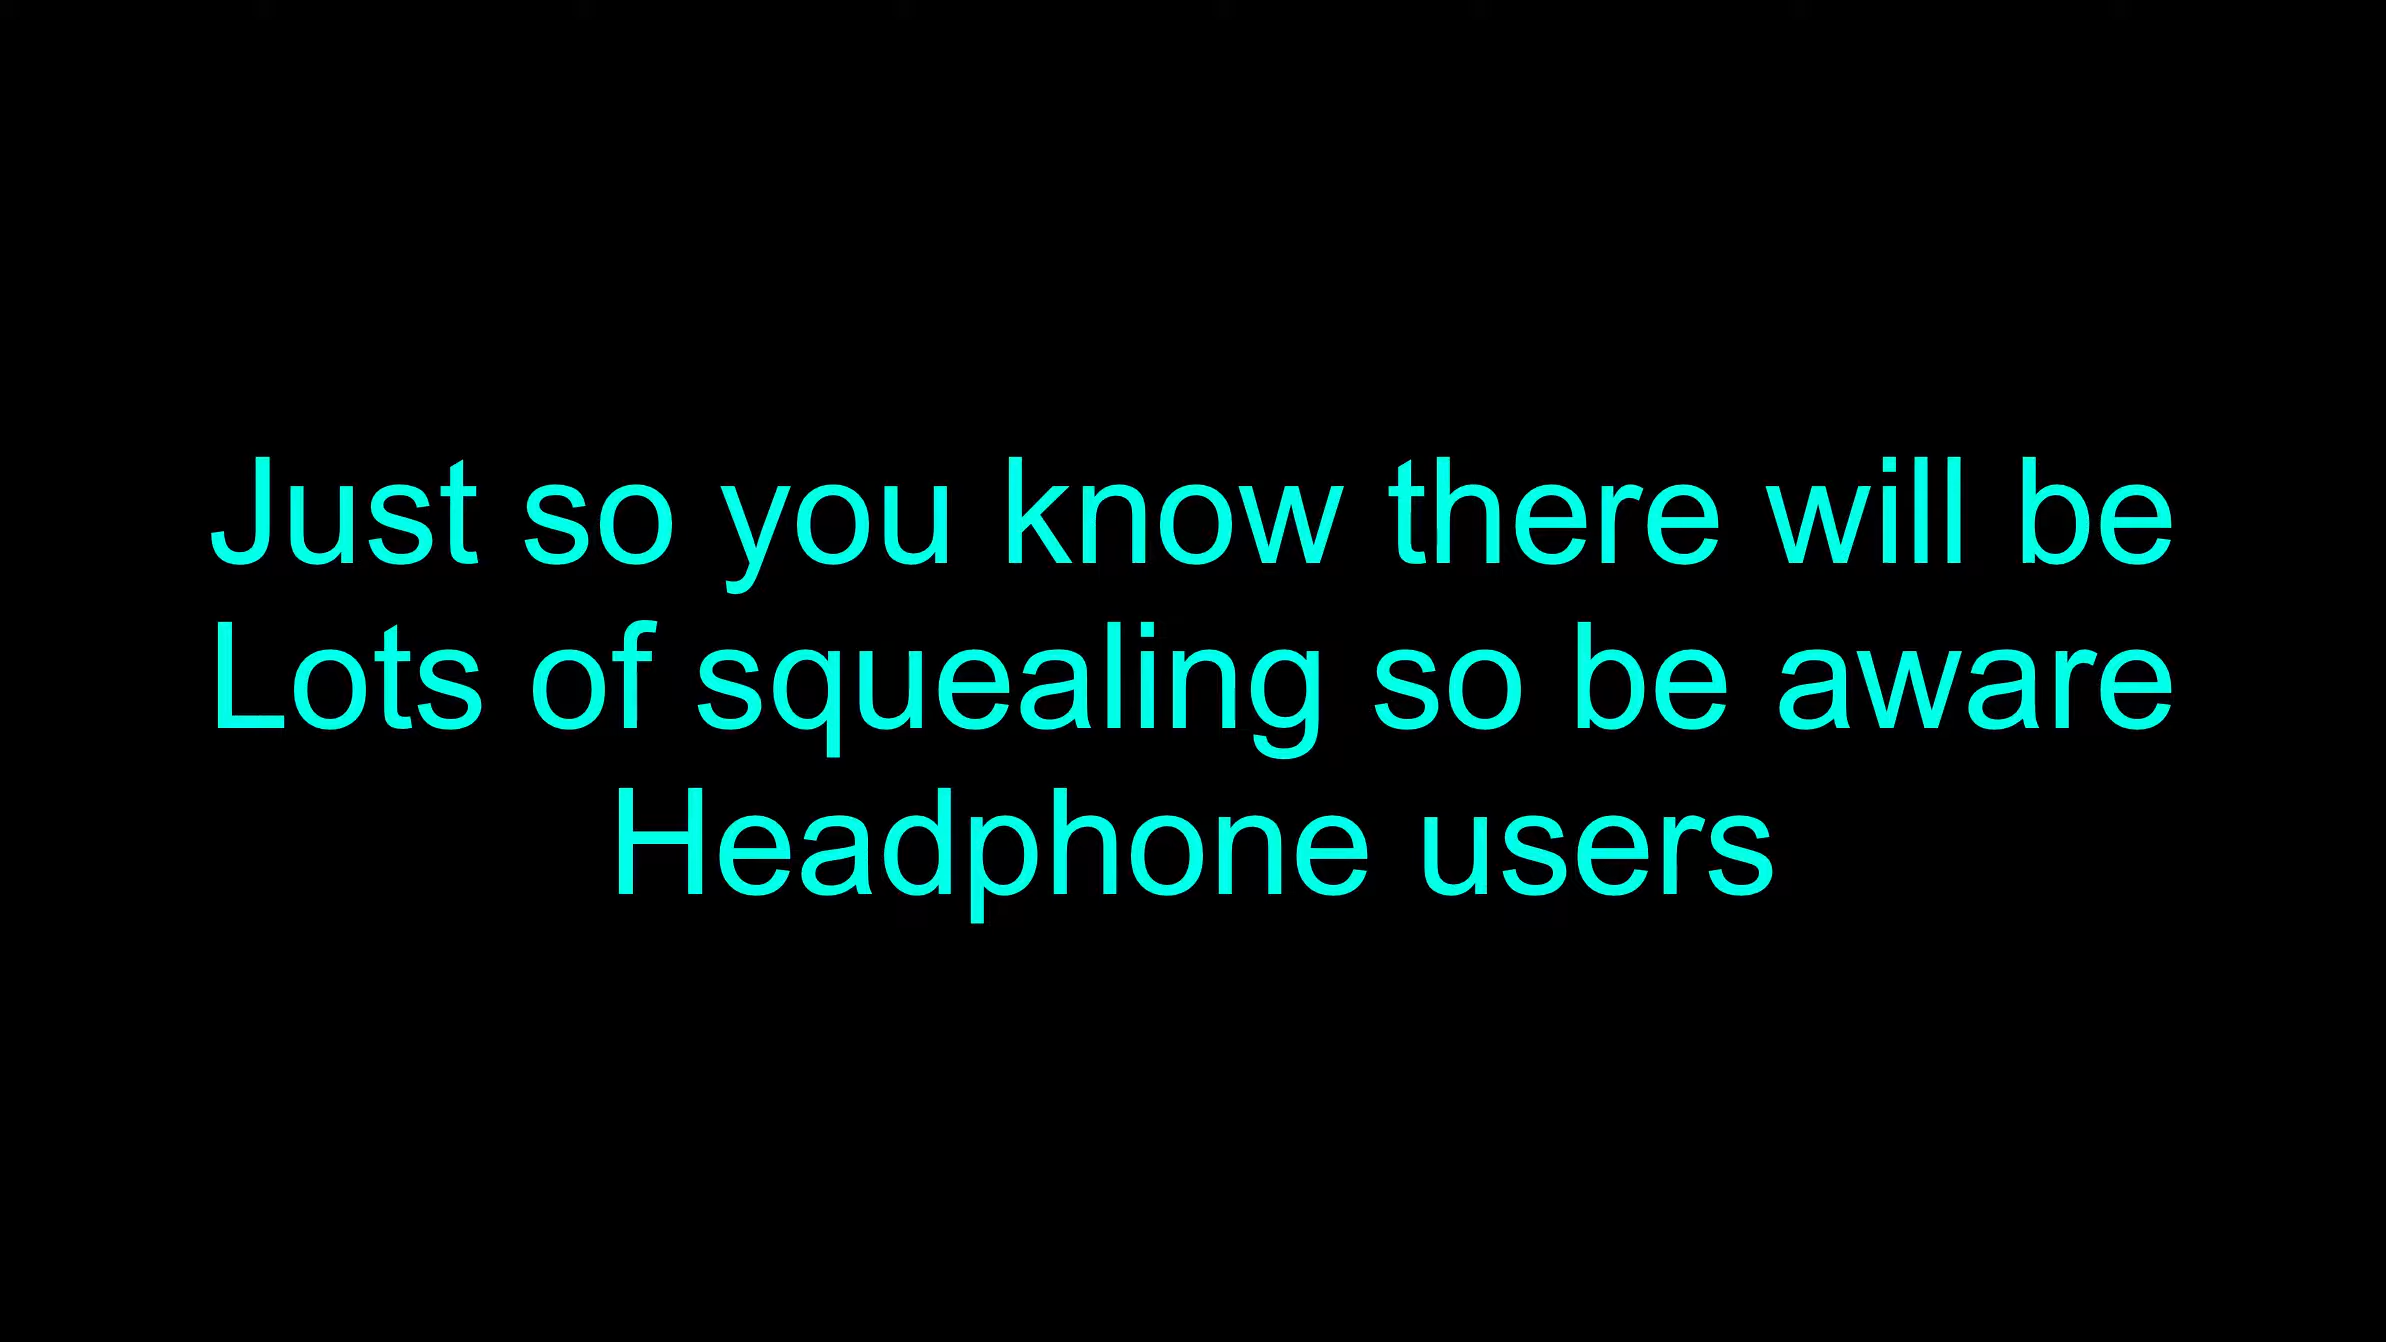 Just so you know there will be
Lots of squealing so be aware
Headphone users